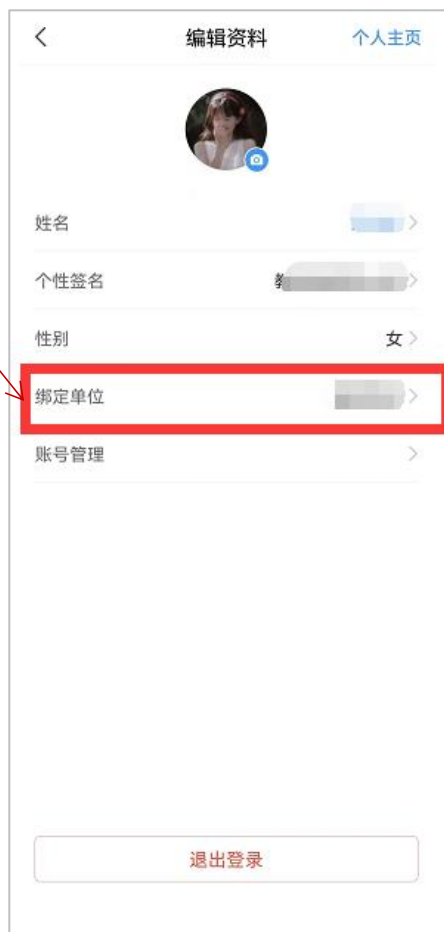 编辑资料 个人主页
姓名
个性签名
性别 女
绑定单位
账号管理
退出登录